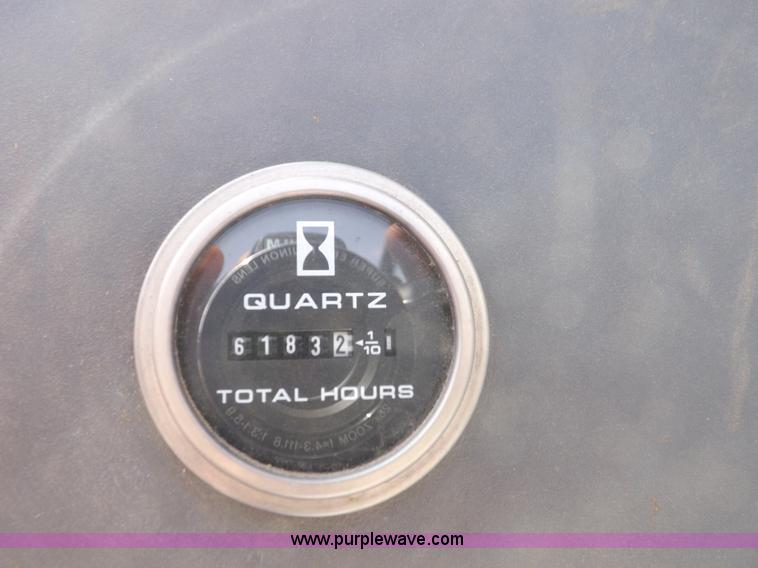 QUARTZ
6 1 8 3 2 ◄ 1/10
TOTAL HOURS
www.purplewave.com